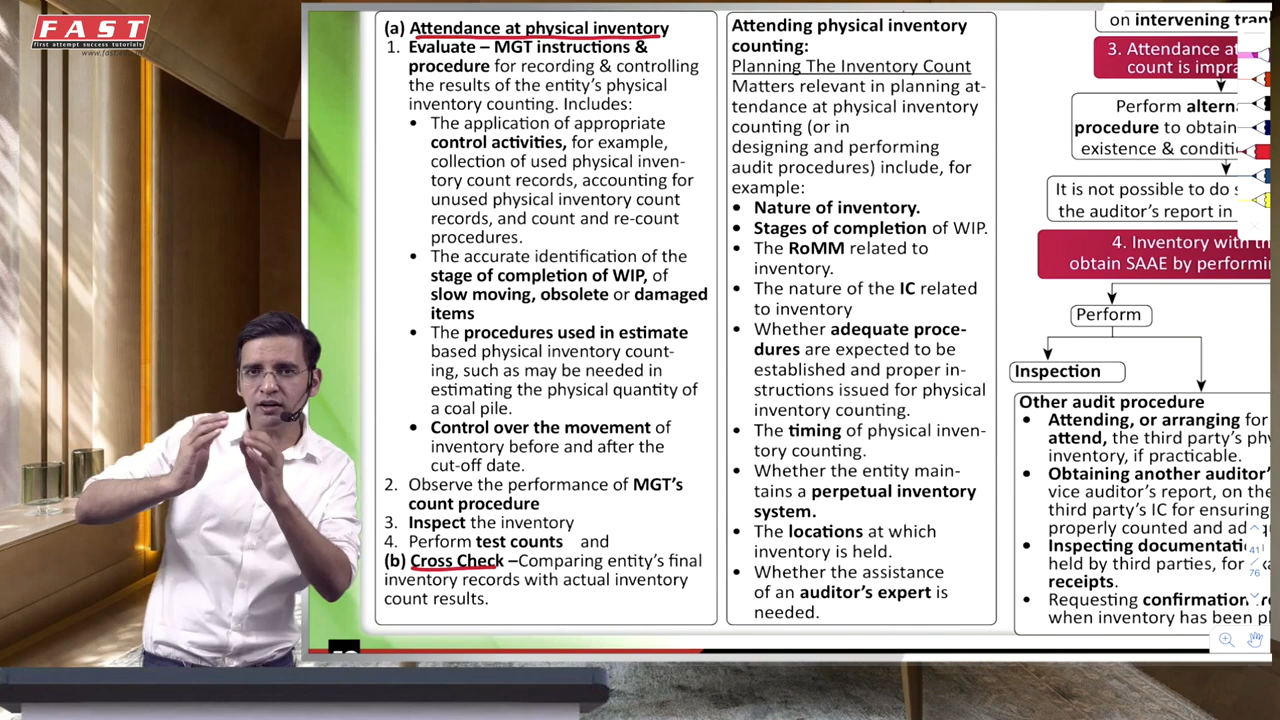 FAST
first attempt success tutorials
(a) Attendance at physical inventory
1. Evaluate – MGT instructions &
procedure for recording & controlling
the results of the entity's physical
inventory counting. Includes:
• The application of appropriate
control activities, for example,
collection of used physical inven-
tory count records, accounting for
unused physical inventory count
records, and count and re-count
procedures.
• The accurate identification of the
stage of completion of WIP, of
slow moving, obsolete or damaged
items
• The procedures used in estimate
based physical inventory count-
ing, such as may be needed in
estimating the physical quantity of
a coal pile.
• Control over the movement of
inventory before and after the
cut-off date.
2. Observe the performance of MGT's
count procedure
3. Inspect the inventory
4. Perform test counts and
(b) Cross Check –Comparing entity's final
inventory records with actual inventory
count results.
Attending physical inventory
counting:
Planning The Inventory Count
Matters relevant in planning at-
tendance at physical inventory
counting (or in
designing and performing
audit procedures) include, for
example:
• Nature of inventory.
• Stages of completion of WIP.
• The RoMM related to
inventory.
• The nature of the IC related
to inventory
• Whether adequate proce-
dures are expected to be
established and proper in-
structions issued for physical
inventory counting.
• The timing of physical inven-
tory counting.
• Whether the entity main-
tains a perpetual inventory
system.
• The locations at which
inventory is held.
• Whether the assistance
of an auditor's expert is
needed.
on intervening tran
3. Attendance at
count is impra
Perform altern
procedure to obtain
existence & conditi
It is not possible to do
the auditor's report in
4. Inventory with th
obtain SAAE by performin
Perform
Inspection
Other audit procedure
• Attending, or arranging for
attend, the third party's phy
inventory, if practicable.
• Obtaining another auditor'
vice auditor's report, on the
third party's IC for ensuring
properly counted and ad
• Inspecting documentati
held by third parties, for
receipts.
• Requesting confirmation
when inventory has been p
41
76